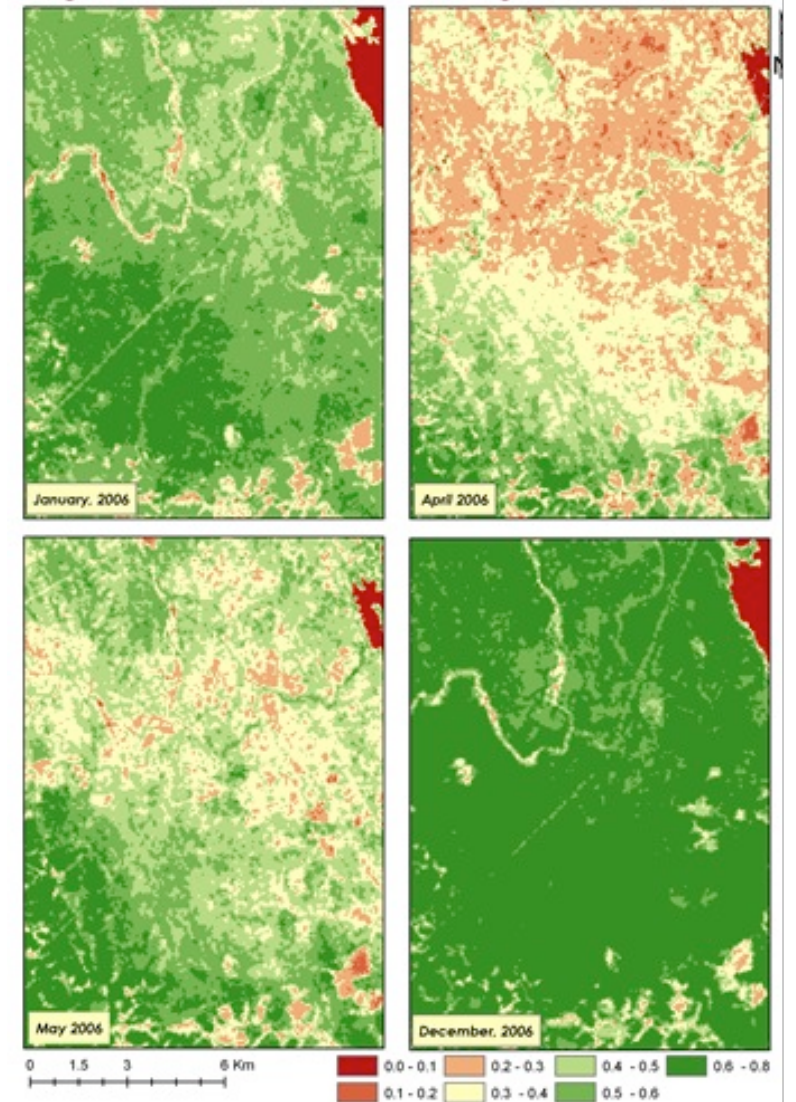 January, 2006
April 2006
May 2006
December, 2006
0 1.5 3 6 Km
0.0 - 0.1 0.2 - 0.3 0.4 - 0.5 0.6 - 0.8
0.1 - 0.2 0.3 - 0.4 0.5 - 0.6